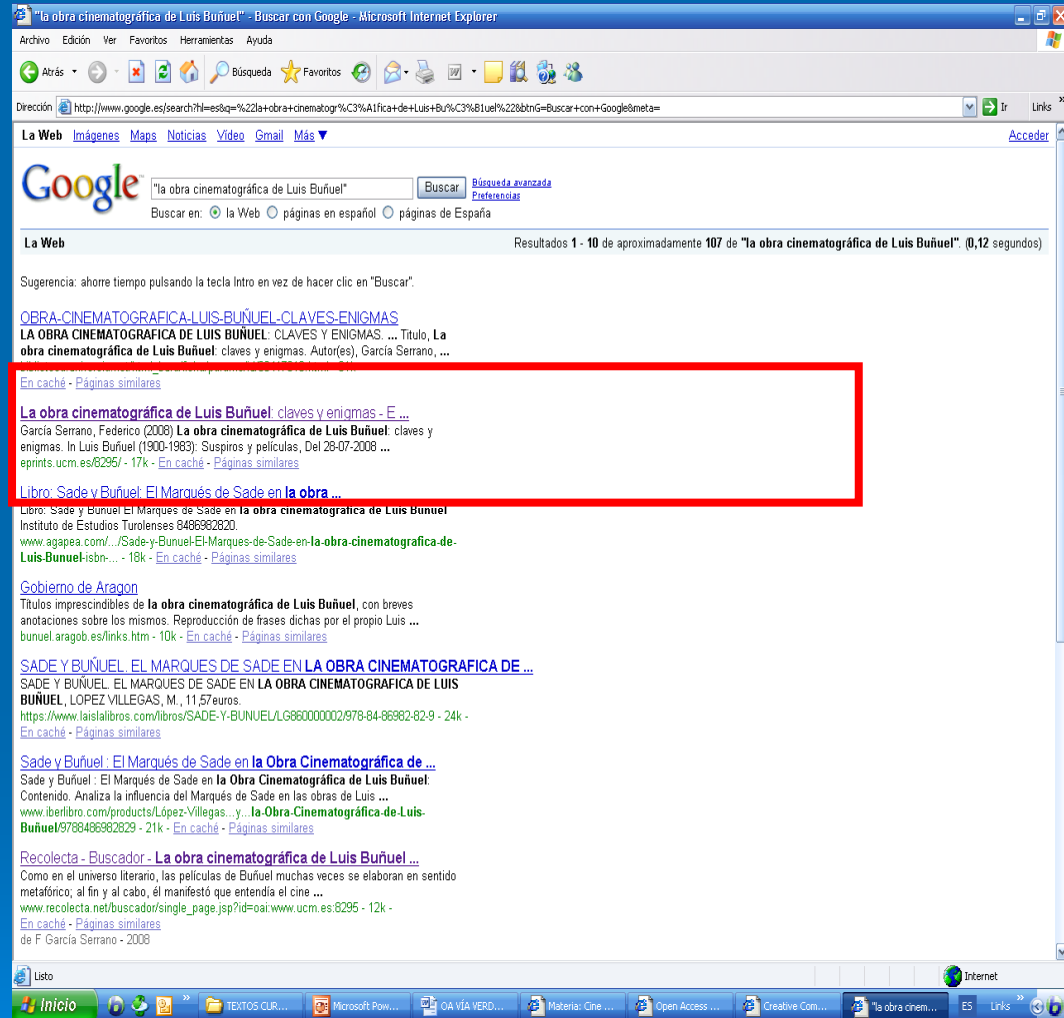 "la obra cinematográfica de Luis Buñuel" - Buscar con Google - Microsoft Internet Explorer
Archivo Edición Ver Favoritos Herramientas Ayuda
Atrás Búsqueda Favoritos
Dirección http://www.google.es/search?hl=es&q=%22la+obra+cinematogr%C3%A1fica+de+Luis+Bu%C3%B1uel%22&btnG=Buscar+con+Google&meta= Ir Links »
La Web Imágenes Maps Noticias Vídeo Gmail Más ▼ Acceder
Google "la obra cinematográfica de Luis Buñuel" Buscar Búsqueda avanzada
Preferencias
Buscar en: la Web páginas en español páginas de España
La Web Resultados 1 - 10 de aproximadamente 107 de "la obra cinematográfica de Luis Buñuel". (0,12 segundos)
Sugerencia: ahorre tiempo pulsando la tecla Intro en vez de hacer clic en "Buscar".
OBRA-CINEMATOGRAFICA-LUIS-BUÑUEL-CLAVES-ENIGMAS
LA OBRA CINEMATOGRAFICA DE LUIS BUÑUEL: CLAVES Y ENIGMAS. ... Titulo, La
obra cinematográfica de Luis Buñuel: claves y enigmas. Autor(es), García Serrano, ...
En caché - Páginas similares
La obra cinematográfica de Luis Buñuel: claves y enigmas - E ...
García Serrano, Federico (2008) La obra cinematográfica de Luis Buñuel: claves y
enigmas. In Luis Buñuel (1900-1983): Suspiros y películas, Del 28-07-2008 ...
eprints.ucm.es/8295/ - 17k - En caché - Páginas similares
Libro: Sade y Buñuel: El Marqués de Sade en la obra ...
Libro: Sade y Buñuel El Marqués de Sade en la obra cinematográfica de Luis Buñuel
Instituto de Estudios Turolenses 8486982820.
www.agapea.com/.../Sade-y-Bunuel-El-Marques-de-Sade-en-la-obra-cinematografica-de-
Luis-Bunuel-isbn-... - 18k - En caché - Páginas similares
Gobierno de Aragon
Títulos imprescindibles de la obra cinematográfica de Luis Buñuel, con breves
anotaciones sobre los mismos. Reproducción de frases dichas por el propio Luis ...
bunuel.aragob.es/links.htm - 10k - En caché - Páginas similares
SADE Y BUÑUEL. EL MARQUES DE SADE EN LA OBRA CINEMATOGRAFICA DE ...
SADE Y BUÑUEL. EL MARQUES DE SADE EN LA OBRA CINEMATOGRAFICA DE LUIS
BUÑUEL, LOPEZ VILLEGAS, M., 11,57euros.
https://www.laislalibros.com/libros/SADE-Y-BUNUEL/LG860000002/978-84-86982-82-9 - 24k -
En caché - Páginas similares
Sade y Buñuel : El Marqués de Sade en la Obra Cinematográfica de ...
Sade y Buñuel : El Marqués de Sade en la Obra Cinematográfica de Luis Buñuel:
Contenido. Analiza la influencia del Marqués de Sade en las obras de Luis ...
www.iberlibro.com/products/López-Villegas...y...la-Obra-Cinematográfica-de-Luis-
Buñuel/9788486982829 - 21k - En caché - Páginas similares
Recolecta - Buscador - La obra cinematográfica de Luis Buñuel ...
Como en el universo literario, las películas de Buñuel muchas veces se elaboran en sentido
metafórico; al fin y al cabo, él manifestó que entendía el cine ...
www.recolecta.net/buscador/single_page.jsp?id=oai:www.ucm.es:8295 - 12k -
En caché - Páginas similares
de F García Serrano - 2008
Listo Internet
Inicio » TEXTOS CUR... Microsoft Pow... OA VÍA VERD... Materia: Cine ... Open Access ... Creative Com... "la obra cinem... ES Links »